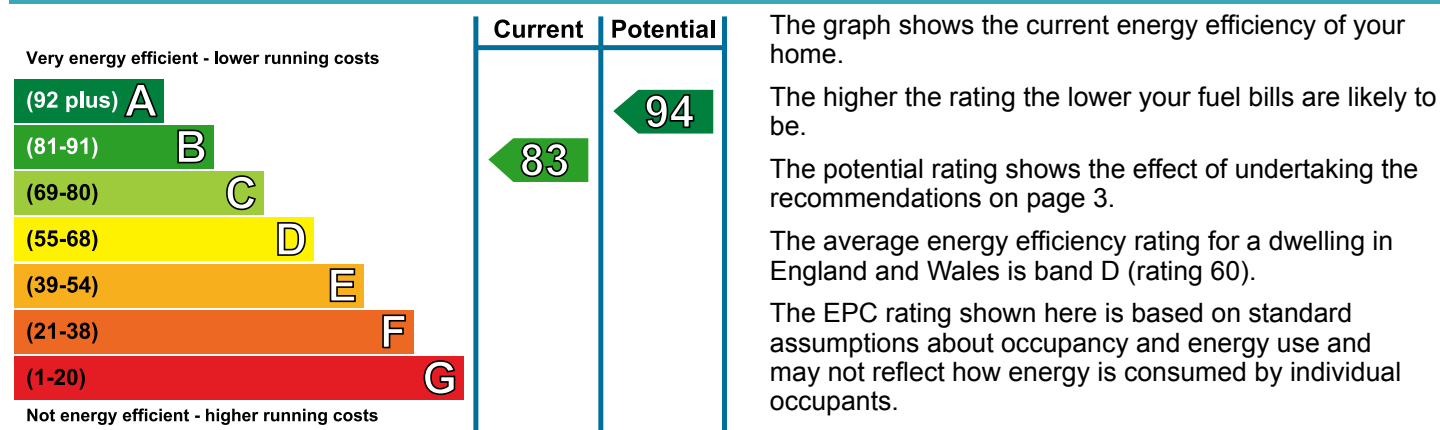 Current Potential
Very energy efficient - lower running costs
(92 plus) A
(81-91) B
(69-80) C
(55-68) D
(39-54) E
(21-38) F
(1-20) G
Not energy efficient - higher running costs
83
94
The graph shows the current energy efficiency of your
home.
The higher the rating the lower your fuel bills are likely to
be.
The potential rating shows the effect of undertaking the
recommendations on page 3.
The average energy efficiency rating for a dwelling in
England and Wales is band D (rating 60).
The EPC rating shown here is based on standard
assumptions about occupancy and energy use and
may not reflect how energy is consumed by individual
occupants.